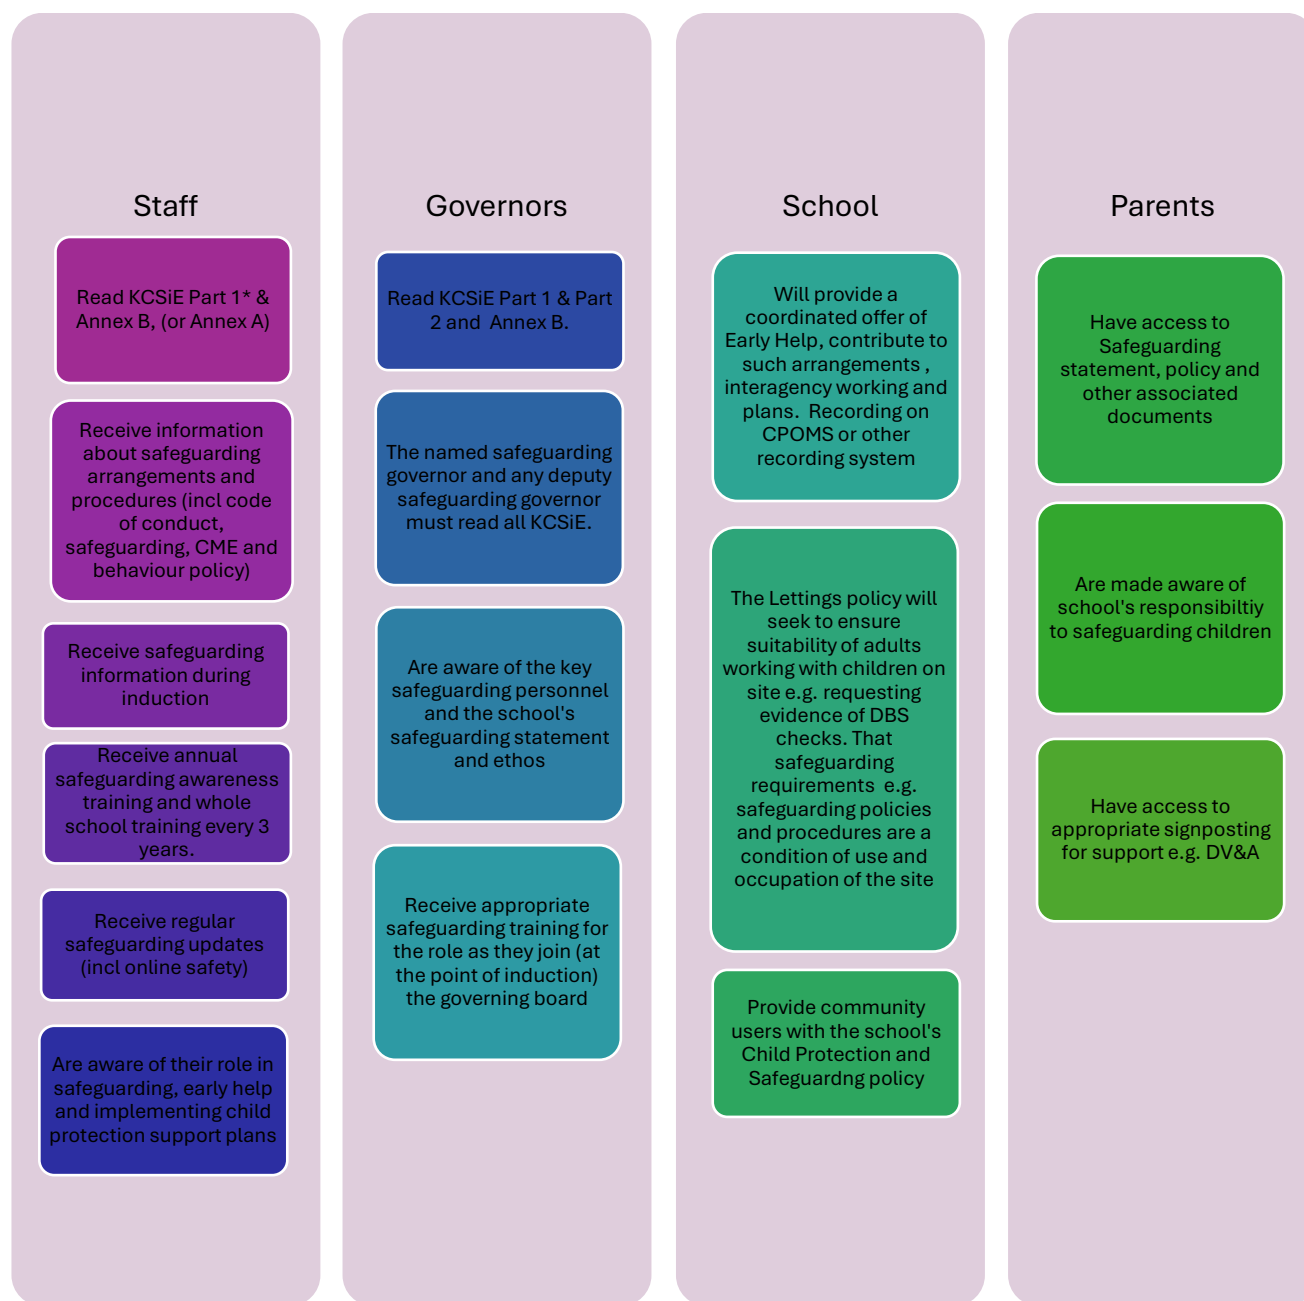 Staff
Read KCSiE Part 1* &
Annex B, (or Annex A)
Receive information
about safeguarding
arrangements and
procedures (incl code
of conduct,
safeguarding, CME and
behaviour policy)
Receive safeguarding
information during
induction
Receive annual
safeguarding awareness
training and whole
school training every 3
years.
Receive regular
safeguarding updates
(incl online safety)
Are aware of their role in
safeguarding, early help
and implementing child
protection support plans
Governors
Read KCSiE Part 1 & Part
2 and  Annex B.
The named safeguarding
governor and any deputy
safeguarding governor
must read all KCSiE.
Are aware of the key
safeguarding personnel
and the school's
safeguarding statement
and ethos
Receive appropriate
safeguarding training for
the role as they join (at
the point of induction)
the governing board
School
Will provide a
coordinated offer of
Early Help, contribute to
such arrangements ,
interagency working and
plans.  Recording on
CPOMS or other
recording system
The Lettings policy will
seek to ensure
suitability of adults
working with children on
site e.g. requesting
evidence of DBS
checks. That
safeguarding
requirements  e.g.
safeguarding policies
and procedures are a
condition of use and
occupation of the site
Provide community
users with the school's
Child Protection and
Safeguardng policy
Parents
Have access to
Safeguarding
statement, policy and
other associated
documents
Are made aware of
school's responsibiltiy
to safeguarding children
Have access to
appropriate signposting
for support e.g. DV&A